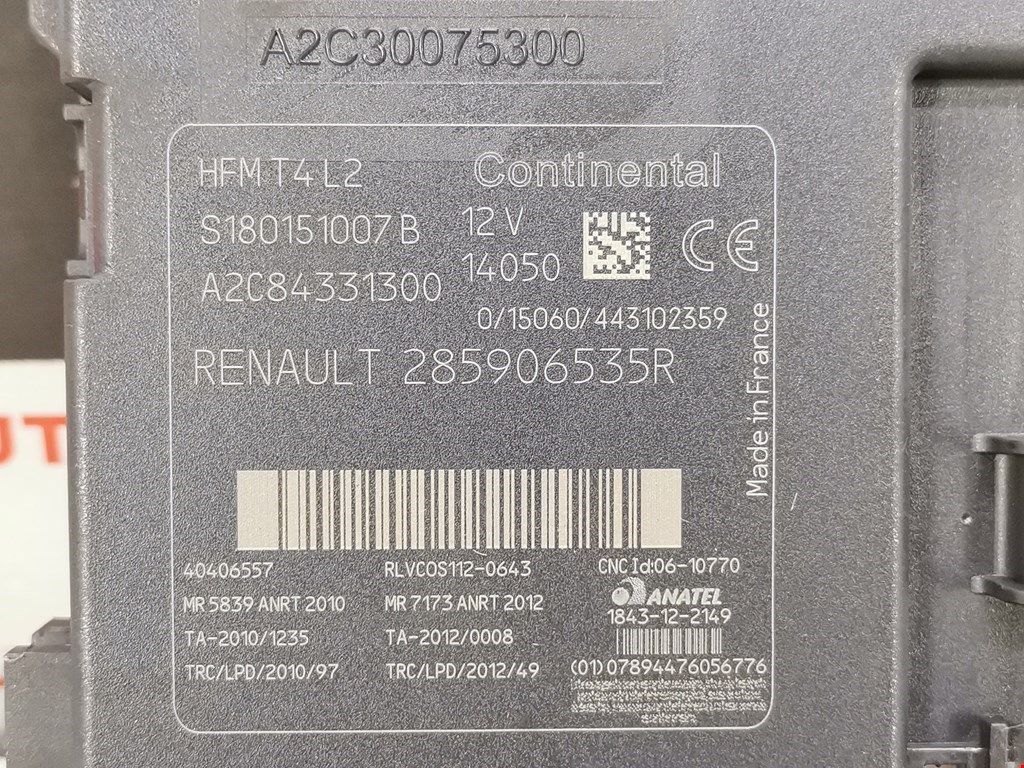 A2C30075300
HFM T4 L2
Continental
S180151007 B
12 V
14050
CE
A2C84331300
0/15060/443102359
RENAULT 285906535R
Made in France
40406557
RLVCOS112-0643
CNC Id:06-10770
MR 5839 ANRT 2010
MR 7173 ANRT 2012
ANATEL
1843-12-2149
TA-2010/1235
TA-2012/0008
TRC/LPD/2010/97
TRC/LPD/2012/49
(01)07894476056776
UT